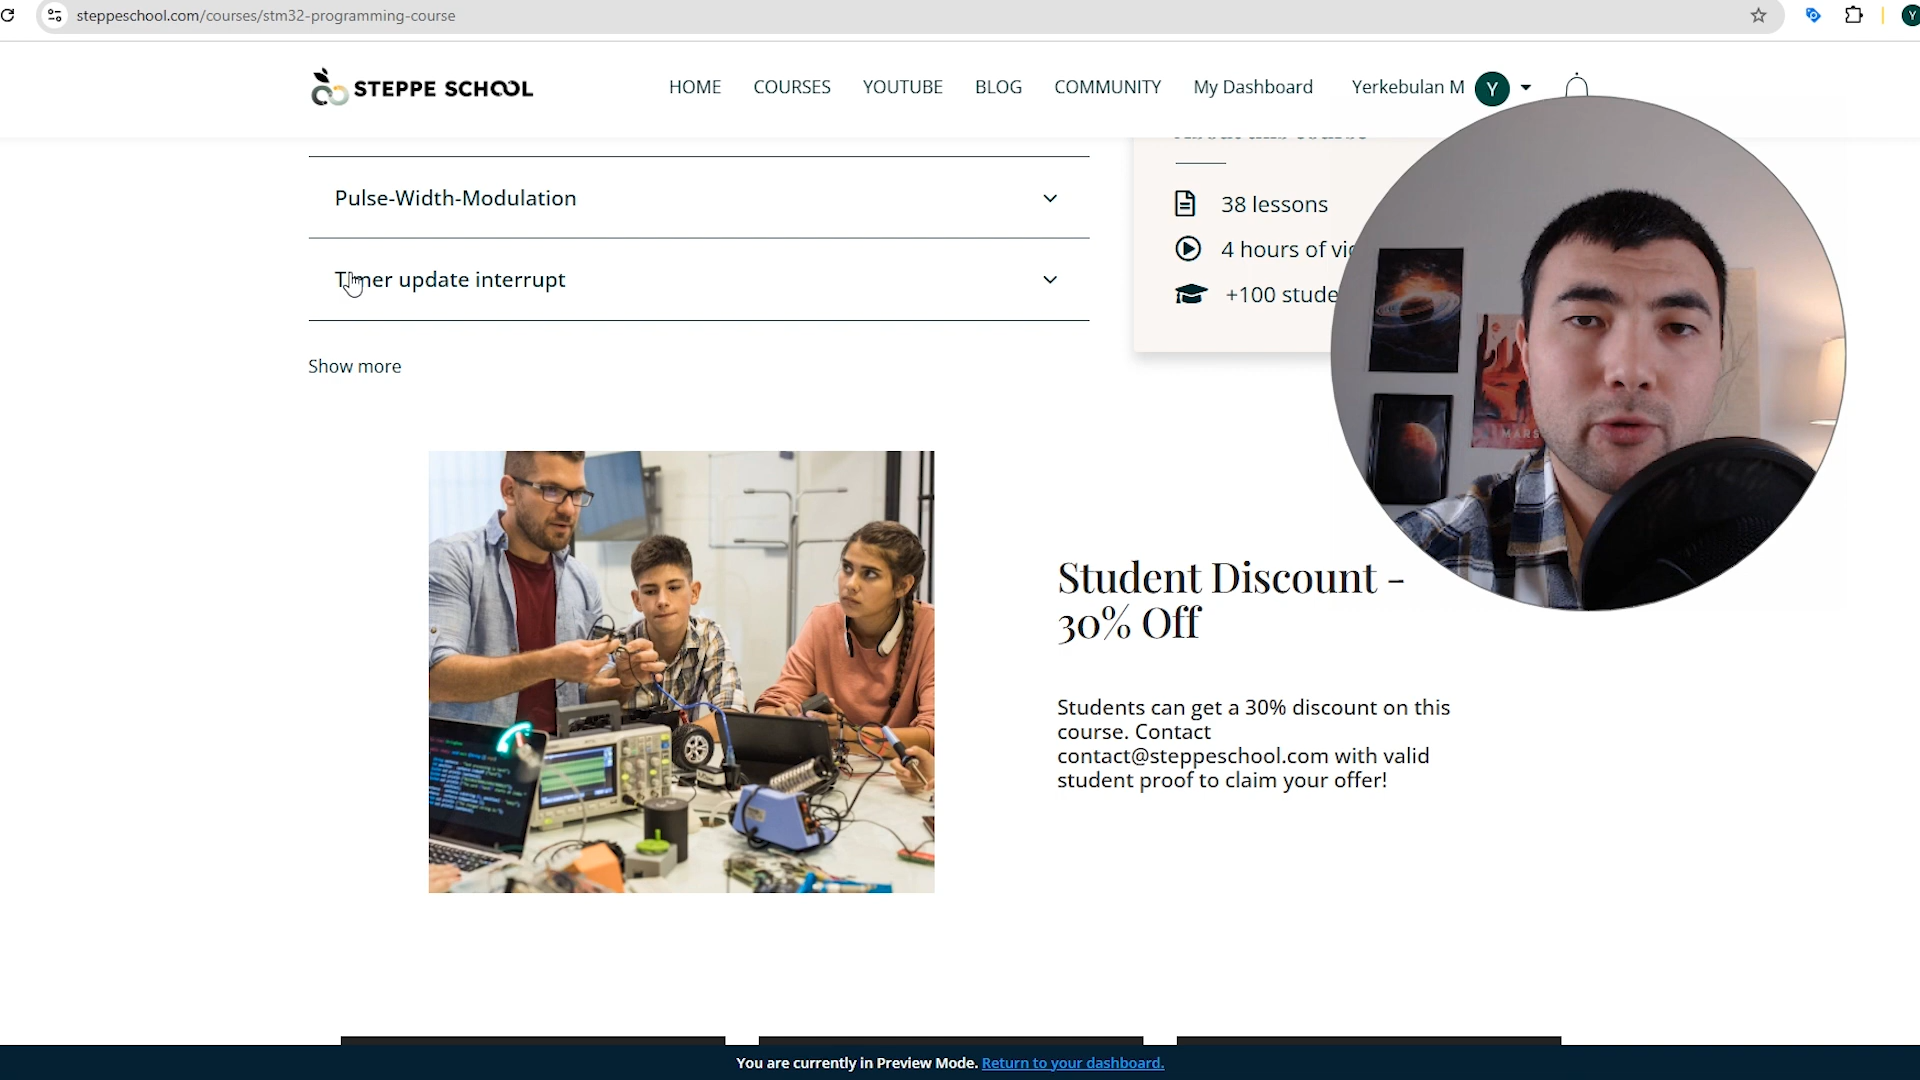 steppeschool.com/courses/stm32-programming-course
STEPPE SCHOOL
HOME COURSES YOUTUBE BLOG COMMUNITY My Dashboard Yerkebulan M Y
Pulse-Width-Modulation
38 lessons
4 hours of
Timer update interrupt
+100
Show more
MARS
Student Discount -
30% Off
Students can get a 30% discount on this
course. Contact
contact@steppeschool.com with valid
student proof to claim your offer!
You are currently in Preview Mode. Return to your dashboard.